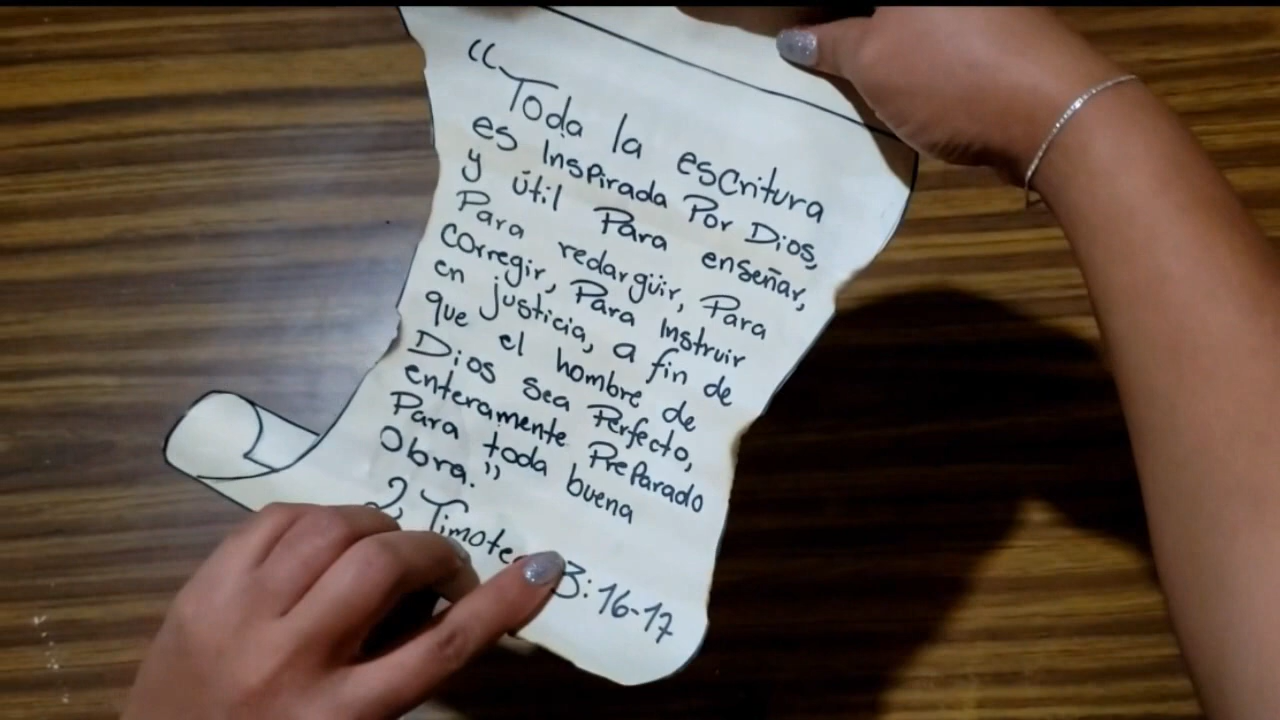 “Toda la escritura
es Inspirada Por Dios,
y útil Para enseñar,
Para redargüir, Para
corregir, Para Instruir
en justicia, a fin de
que el hombre de
Dios sea Perfecto,
enteramente Preparado
Para toda buena
Obra.”
2 Timoteo 3:16-17